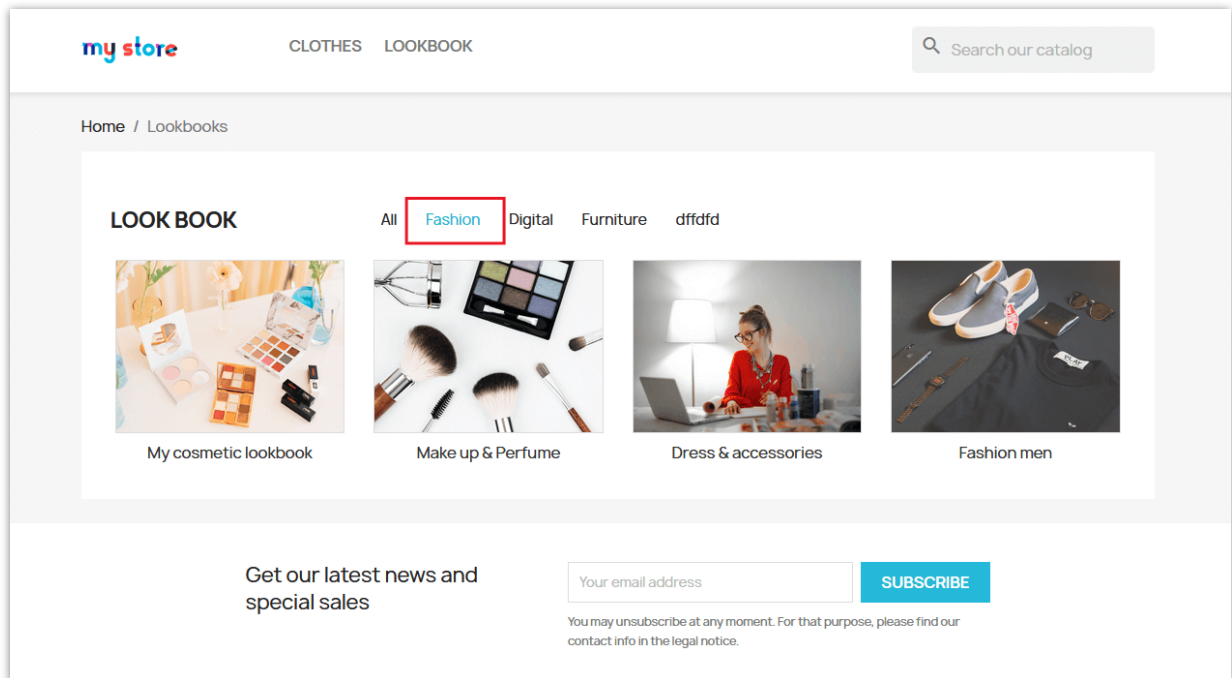 my store
CLOTHES LOOKBOOK
Search our catalog
Home / Lookbooks
LOOK BOOK
All Fashion Digital Furniture dffdfd
My cosmetic lookbook
Make up & Perfume
Dress & accessories
Fashion men
Get our latest news and
special sales
Your email address
SUBSCRIBE
You may unsubscribe at any moment. For that purpose, please find our
contact info in the legal notice.